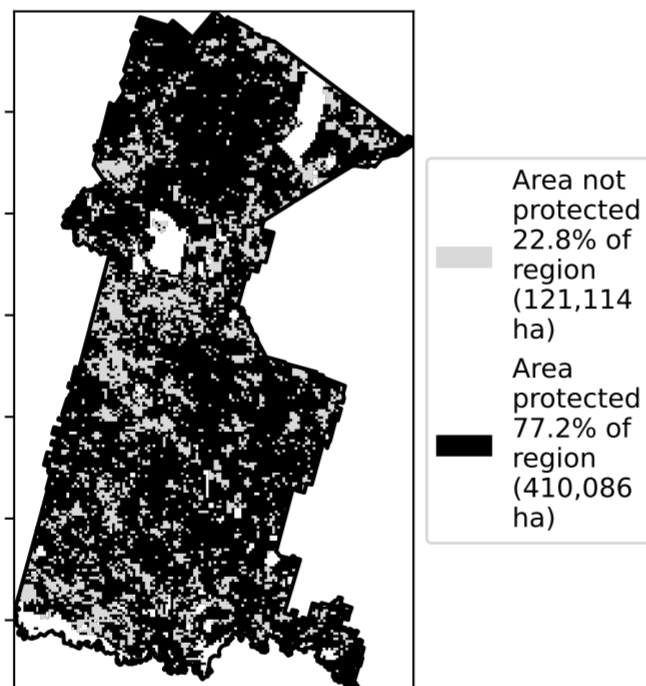 Area not
protected
22.8% of
region
(121,114
ha)
Area
protected
77.2% of
region
(410,086
ha)